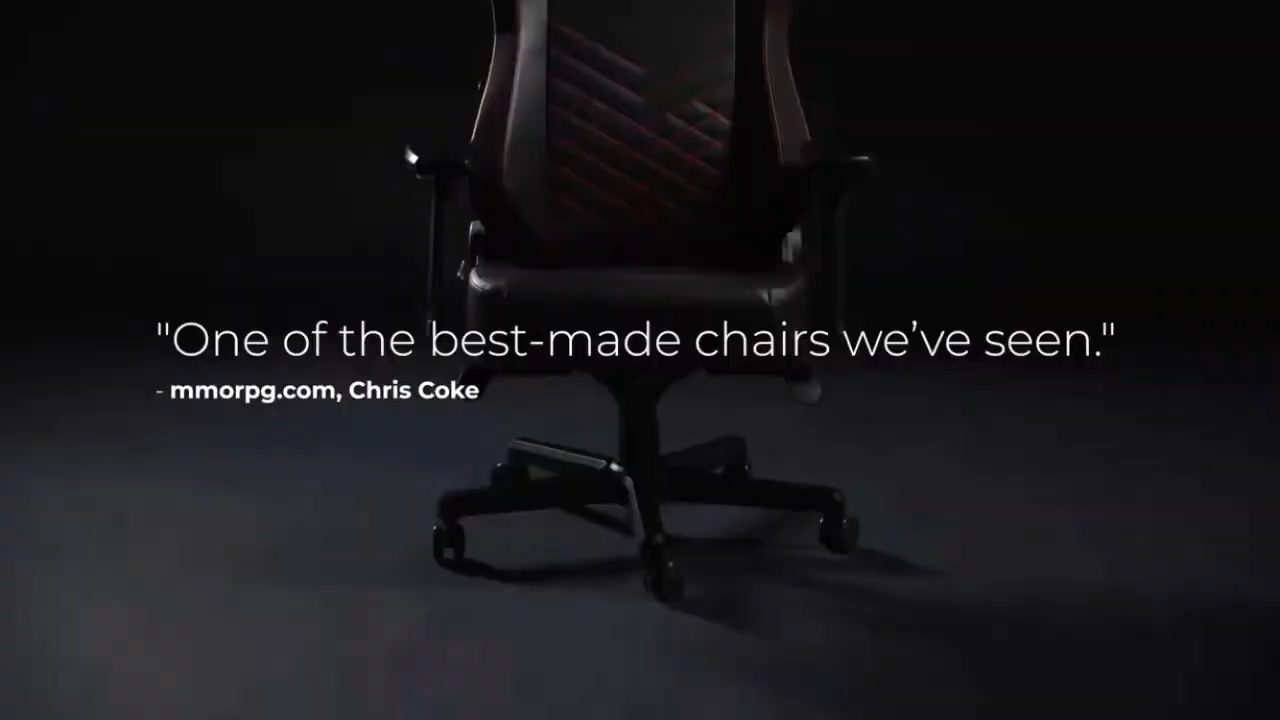 "One of the best-made chairs we’ve seen."
- mmorpg.com, Chris Coke